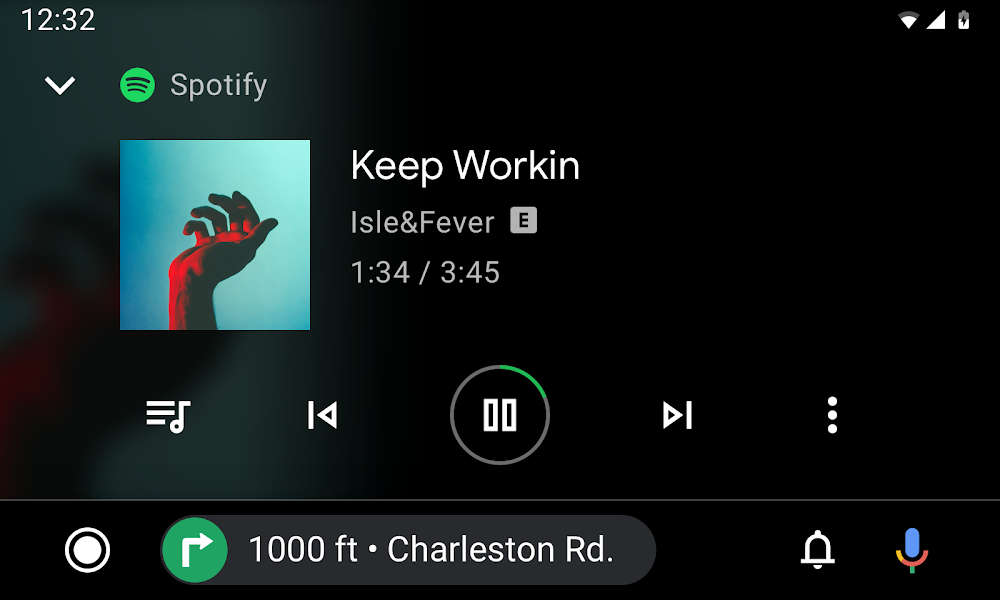 12:32
Spotify
Keep Workin
Isle&Fever E
1:34 / 3:45
1000 ft • Charleston Rd.